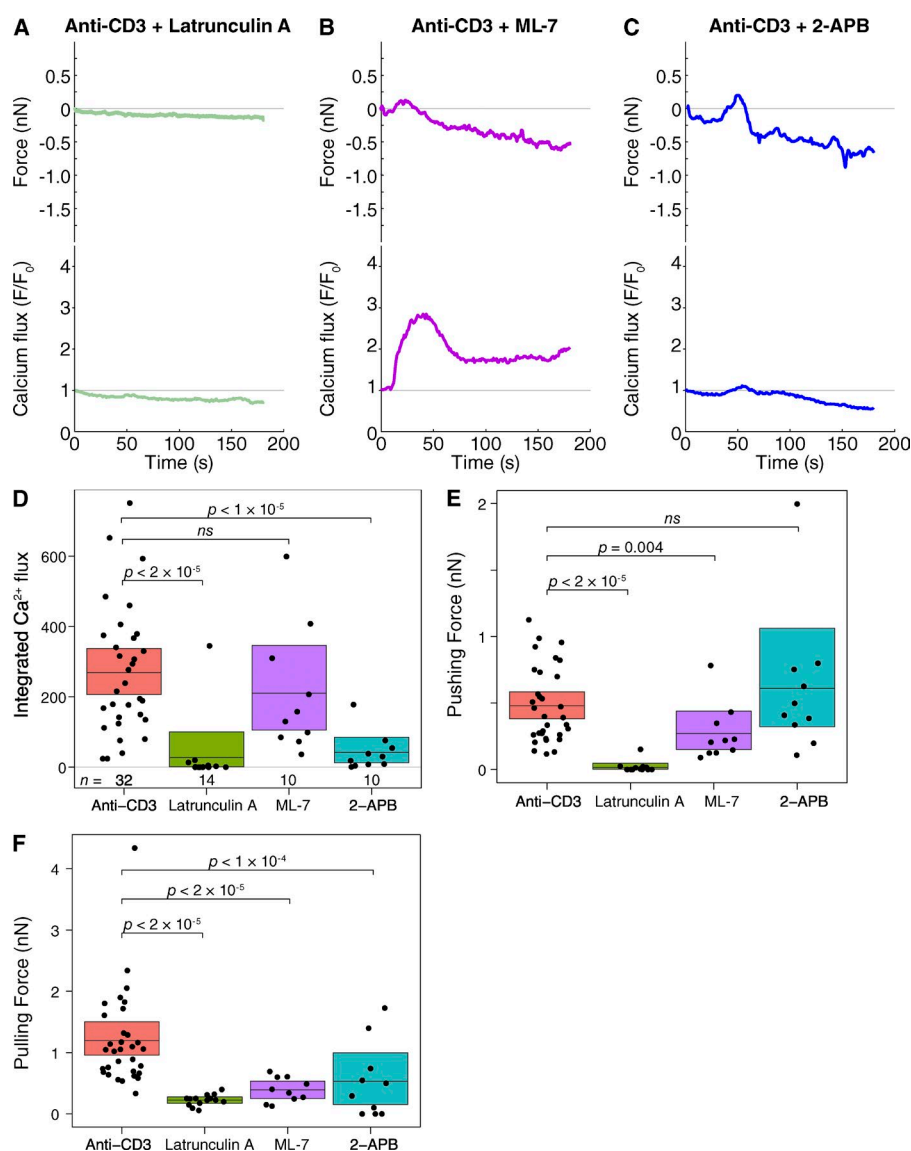 A Anti-CD3 + Latrunculin A
Force (nN)
0.5
0
-0.5
-1.0
-1.5
Calcium flux (F/F₀)
4
3
2
1
0
0 50 100 150 200
Time (s)
B Anti-CD3 + ML-7
Force (nN)
0.5
0
-0.5
-1.0
-1.5
Calcium flux (F/F₀)
4
3
2
1
0
0 50 100 150 200
Time (s)
C Anti-CD3 + 2-APB
Force (nN)
0.5
0
-0.5
-1.0
-1.5
Calcium flux (F/F₀)
4
3
2
1
0
0 50 100 150 200
Time (s)
D
Integrated Ca²⁺ flux
600
400
200
0
p < 1 × 10⁻⁵
ns
p < 2 × 10⁻⁵
n = 32 14 10 10
Anti–CD3 Latrunculin A ML-7 2–APB
E
Pushing Force (nN)
2
1
0
ns
p = 0.004
p < 2 × 10⁻⁵
Anti–CD3 Latrunculin A ML-7 2–APB
F
Pulling Force (nN)
4
3
2
1
0
p < 1 × 10⁻⁴
p < 2 × 10⁻⁵
p < 2 × 10⁻⁵
Anti–CD3 Latrunculin A ML-7 2–APB